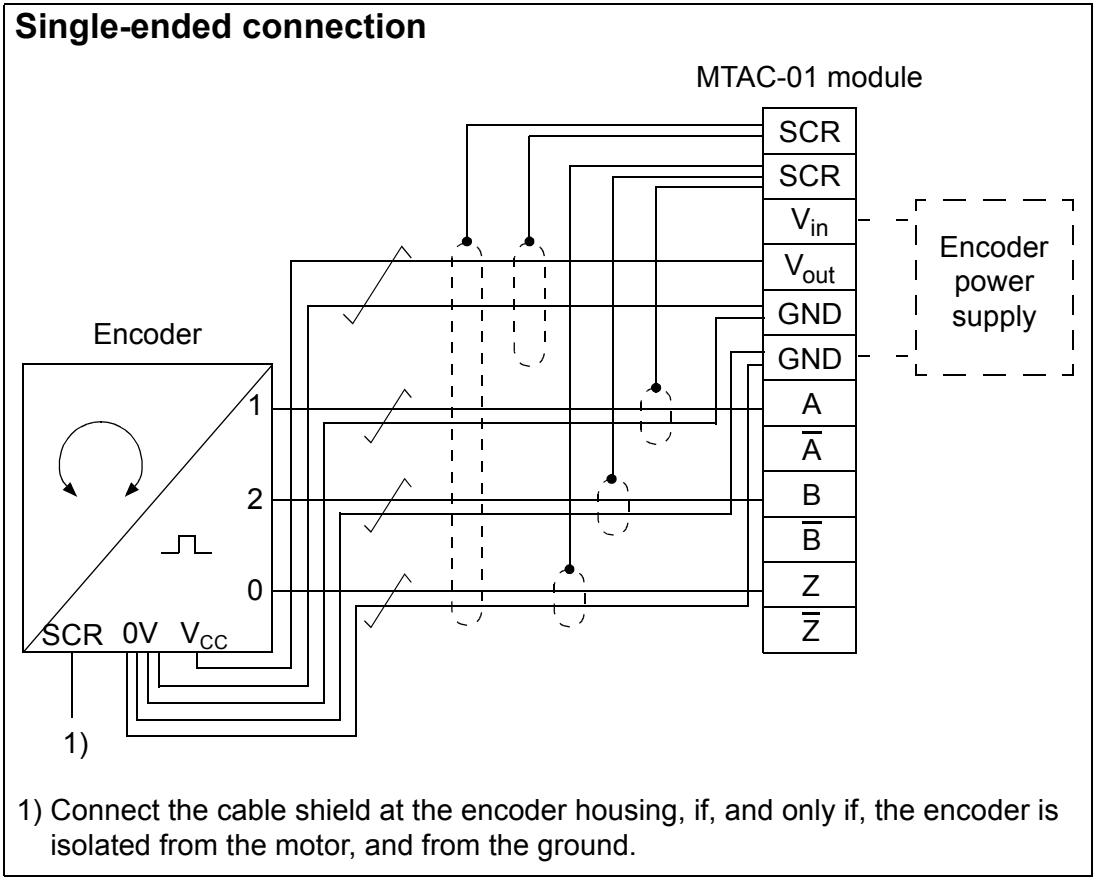 Single-ended connection
MTAC-01 module
SCR
SCR
Vin
Vout
GND
GND
A
A̅
B
B̅
Z
Z̅
Encoder
power
supply
Encoder
1
2
0
SCR 0V VCC
1)
1) Connect the cable shield at the encoder housing, if, and only if, the encoder is
isolated from the motor, and from the ground.